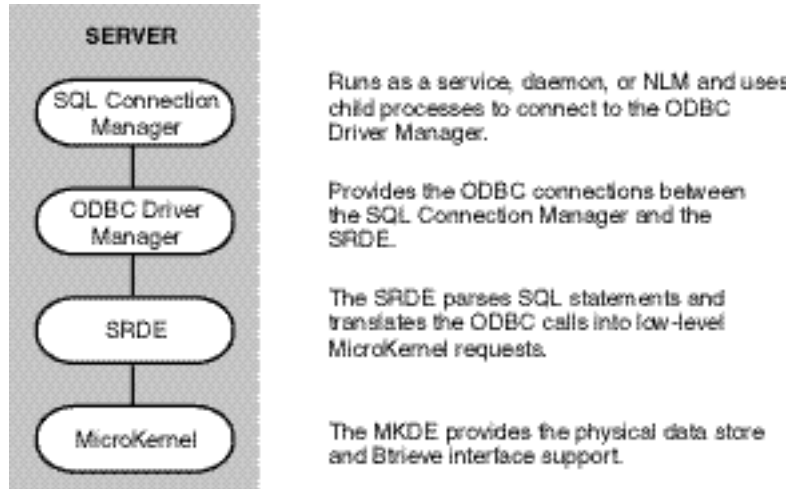 SERVER
SQL Connection
Manager
Runs as a service, daemon, or NLM and uses
child processes to connect to the ODBC
Driver Manager.
ODBC Driver
Manager
Provides the ODBC connections between
the SQL Connection Manager and the
SRDE.
SRDE
The SRDE parses SQL statements and
translates the ODBC calls into low-level
MicroKernel requests.
MicroKernel
The MKDE provides the physical data store
and Btrieve interface support.